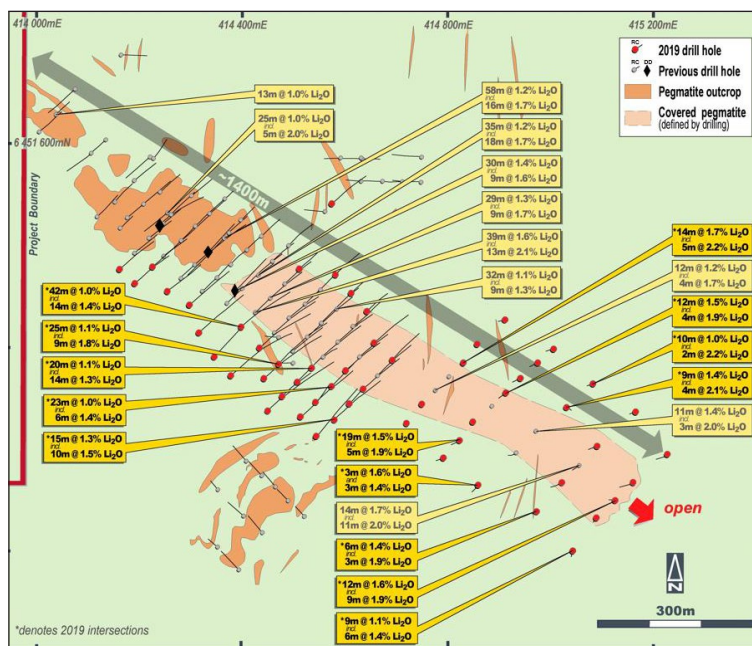 414 000mE
414 400mE
414 800mE
415 200mE
6 451 600mN
Project Boundary
~1400m
RC
2019 drill hole
RC DD
Previous drill hole
Pegmatite outcrop
Covered pegmatite
(defined by drilling)
13m @ 1.0% Li₂O
25m @ 1.0% Li₂O
incl.
5m @ 2.0% Li₂O
58m @ 1.2% Li₂O
incl.
16m @ 1.7% Li₂O
35m @ 1.2% Li₂O
incl.
18m @ 1.7% Li₂O
30m @ 1.4% Li₂O
incl.
9m @ 1.6% Li₂O
29m @ 1.3% Li₂O
incl.
9m @ 1.7% Li₂O
39m @ 1.6% Li₂O
incl.
13m @ 2.1% Li₂O
32m @ 1.1% Li₂O
incl.
9m @ 1.3% Li₂O
*14m @ 1.7% Li₂O
incl.
5m @ 2.2% Li₂O
12m @ 1.2% Li₂O
incl.
4m @ 1.7% Li₂O
*12m @ 1.5% Li₂O
incl.
4m @ 1.9% Li₂O
*10m @ 1.0% Li₂O
incl.
2m @ 2.2% Li₂O
*9m @ 1.4% Li₂O
incl.
4m @ 2.1% Li₂O
11m @ 1.4% Li₂O
incl.
3m @ 2.0% Li₂O
*42m @ 1.0% Li₂O
incl.
14m @ 1.4% Li₂O
*25m @ 1.1% Li₂O
incl.
9m @ 1.8% Li₂O
*20m @ 1.1% Li₂O
incl.
14m @ 1.3% Li₂O
*23m @ 1.0% Li₂O
incl.
6m @ 1.4% Li₂O
*15m @ 1.3% Li₂O
incl.
10m @ 1.5% Li₂O
*19m @ 1.5% Li₂O
incl.
5m @ 1.9% Li₂O
*3m @ 1.6% Li₂O
and
3m @ 1.4% Li₂O
14m @ 1.7% Li₂O
incl.
11m @ 2.0% Li₂O
*6m @ 1.4% Li₂O
incl.
3m @ 1.9% Li₂O
*12m @ 1.6% Li₂O
incl.
9m @ 1.9% Li₂O
*9m @ 1.1% Li₂O
incl.
6m @ 1.4% Li₂O
open
N
300m
*denotes 2019 intersections